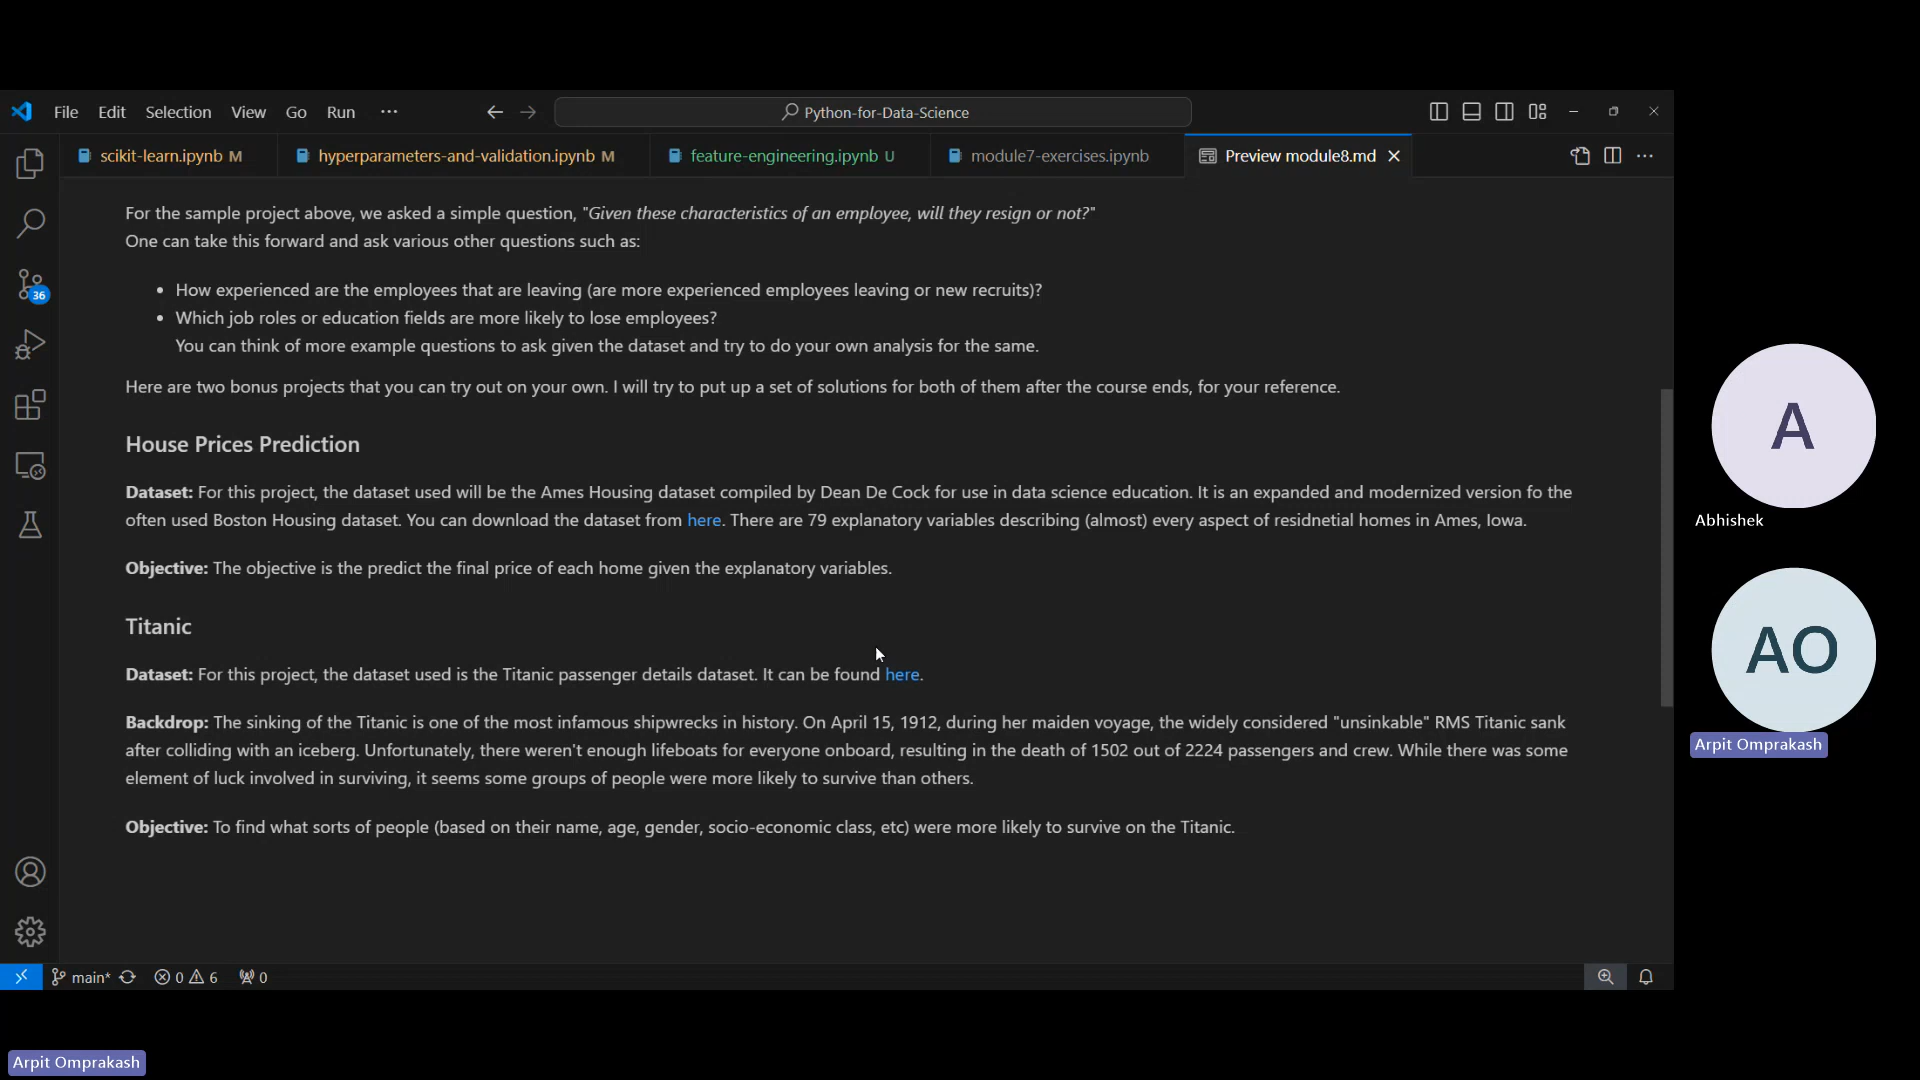 File Edit Selection View Go Run ··· Python-for-Data-Science
scikit-learn.ipynb M hyperparameters-and-validation.ipynb M feature-engineering.ipynb U module7-exercises.ipynb Preview module8.md
For the sample project above, we asked a simple question, "Given these characteristics of an employee, will they resign or not?"
One can take this forward and ask various other questions such as:
• How experienced are the employees that are leaving (are more experienced employees leaving or new recruits)?
• Which job roles or education fields are more likely to lose employees?
You can think of more example questions to ask given the dataset and try to do your own analysis for the same.
Here are two bonus projects that you can try out on your own. I will try to put up a set of solutions for both of them after the course ends, for your reference.
House Prices Prediction
Dataset: For this project, the dataset used will be the Ames Housing dataset compiled by Dean De Cock for use in data science education. It is an expanded and modernized version fo the
often used Boston Housing dataset. You can download the dataset from here. There are 79 explanatory variables describing (almost) every aspect of residnetial homes in Ames, Iowa.
Objective: The objective is the predict the final price of each home given the explanatory variables.
Titanic
Dataset: For this project, the dataset used is the Titanic passenger details dataset. It can be found here.
Backdrop: The sinking of the Titanic is one of the most infamous shipwrecks in history. On April 15, 1912, during her maiden voyage, the widely considered "unsinkable" RMS Titanic sank
after colliding with an iceberg. Unfortunately, there weren't enough lifeboats for everyone onboard, resulting in the death of 1502 out of 2224 passengers and crew. While there was some
element of luck involved in surviving, it seems some groups of people were more likely to survive than others.
Objective: To find what sorts of people (based on their name, age, gender, socio-economic class, etc) were more likely to survive on the Titanic.
36
main* 0 6 0
A
Abhishek
AO
Arpit Omprakash
Arpit Omprakash